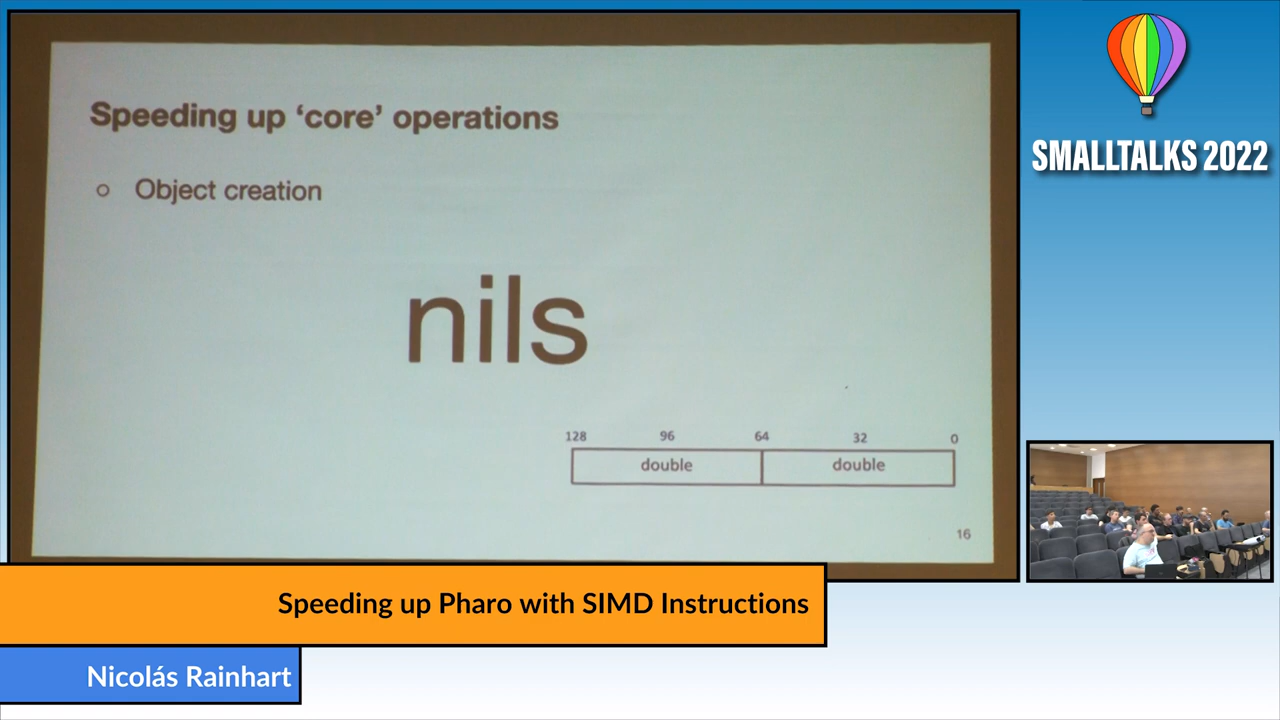 Speeding up ‘core’ operations
○ Object creation
nils
128 96 64 32 0
double double
16
SMALLTALKS 2022
Speeding up Pharo with SIMD Instructions
Nicolás Rainhart